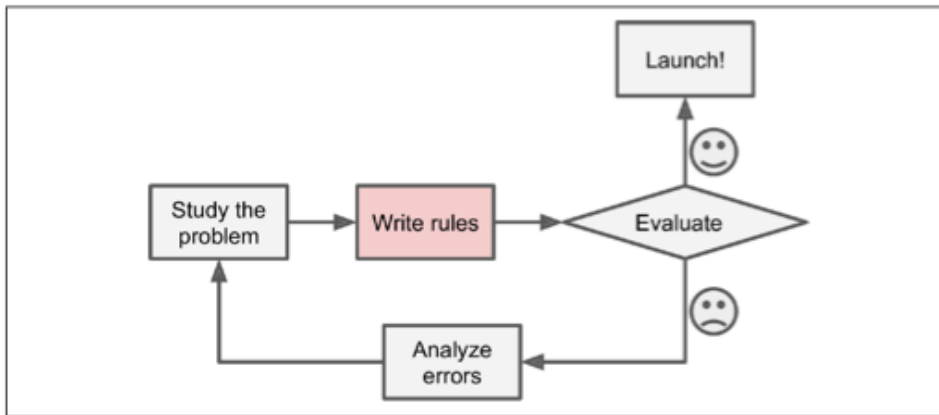 Launch!
Study the
problem
Write rules
Evaluate
Analyze
errors